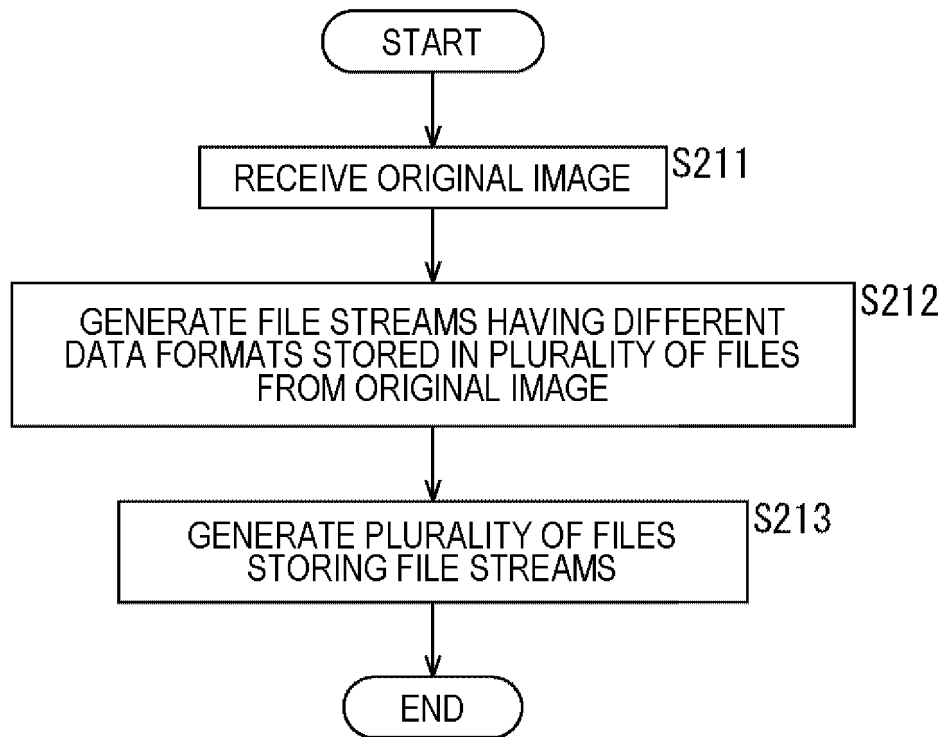 START
RECEIVE ORIGINAL IMAGE
S211
GENERATE FILE STREAMS HAVING DIFFERENT
DATA FORMATS STORED IN PLURALITY OF FILES
FROM ORIGINAL IMAGE
S212
GENERATE PLURALITY OF FILES
STORING FILE STREAMS
S213
END